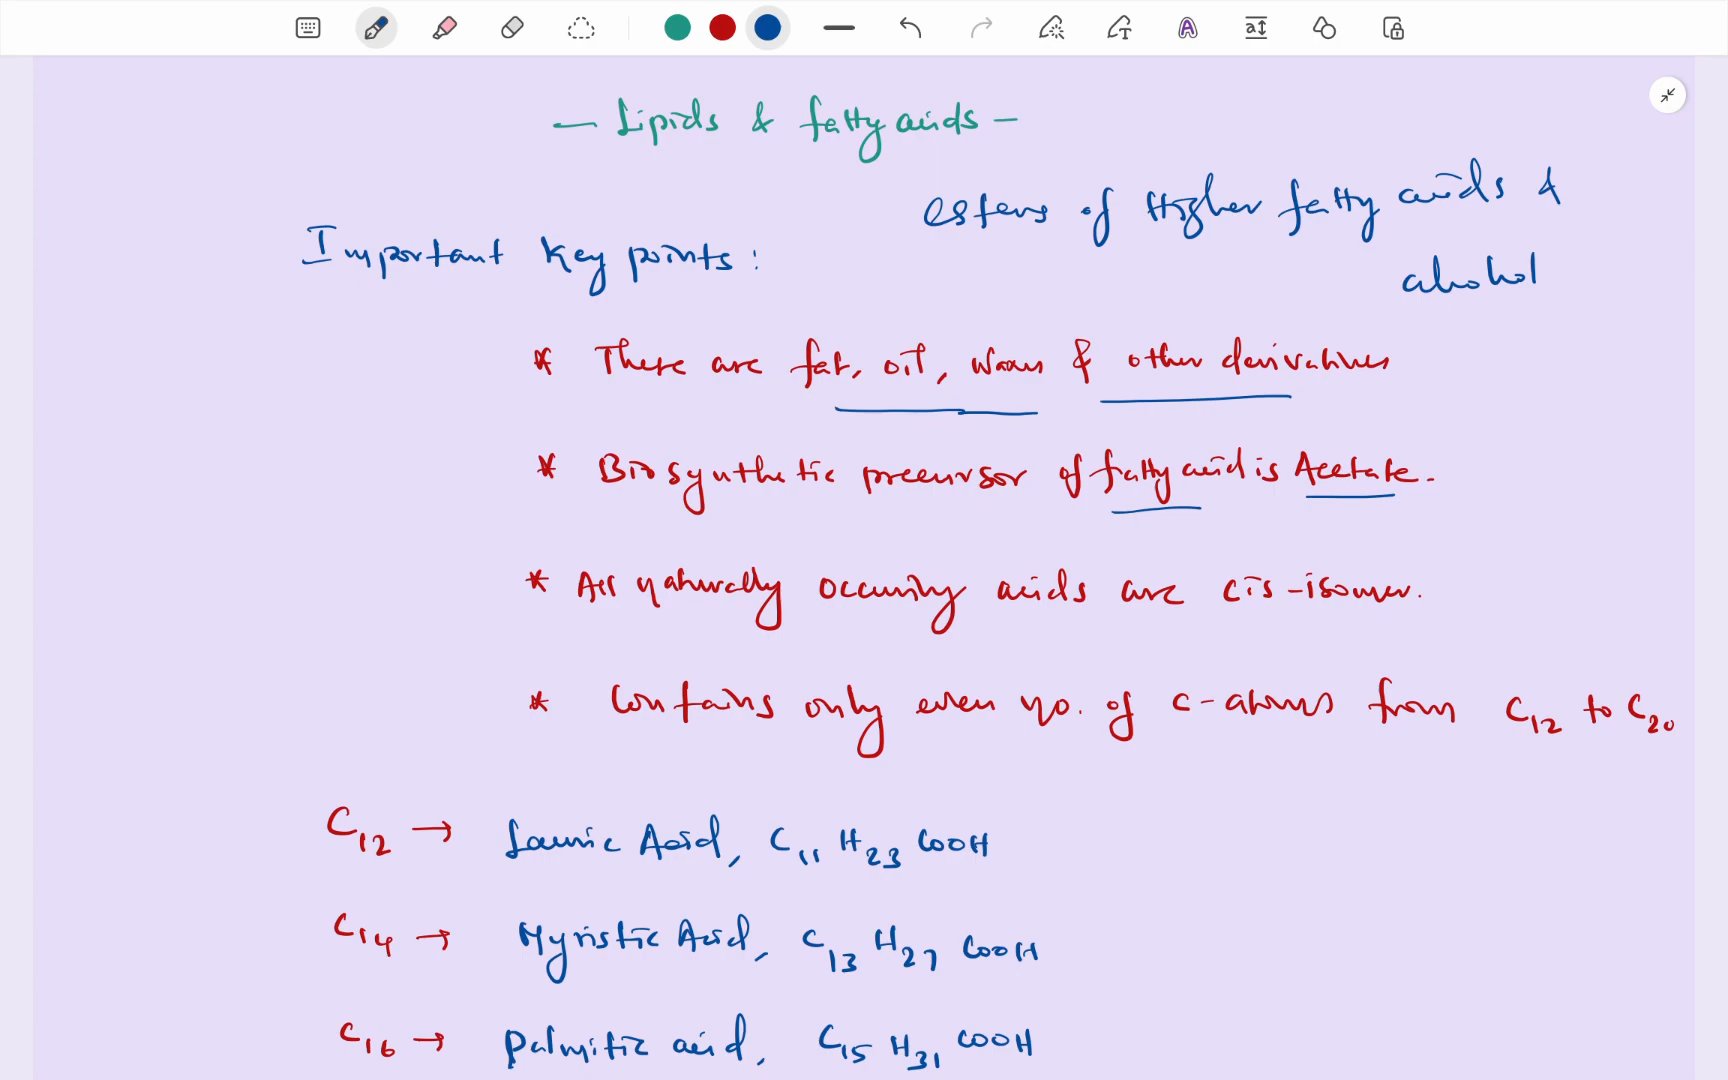 - Lipids & fatty acids -
esters of Higher fatty acids &
alcohol
Important key points :
* There are fat, oil, waxes & other derivatives
* Biosynthetic precursor of fatty acid is Acetate.
* All naturally occurring acids are cis-isomer.
* Contains only even no. of c-atoms from C12 to C20
C12 → Lauric Acid, C11 H23 COOH
C14 → Myristic Acid, C13 H27 COOH
C16 → Palmitic acid, C15 H31 COOH